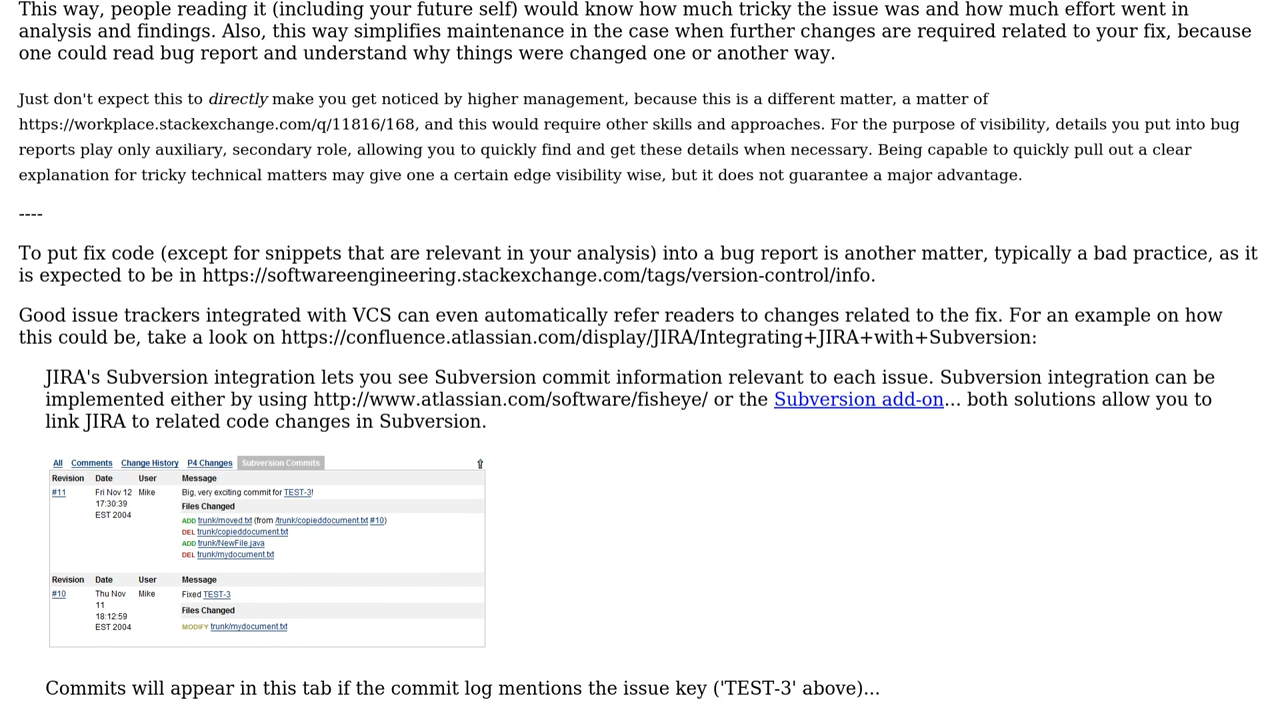 This way, people reading it (including your future self) would know how much tricky the issue was and how much effort went in
analysis and findings. Also, this way simplifies maintenance in the case when further changes are required related to your fix, because
one could read bug report and understand why things were changed one or another way.
Just don't expect this to directly make you get noticed by higher management, because this is a different matter, a matter of
https://workplace.stackexchange.com/q/11816/168, and this would require other skills and approaches. For the purpose of visibility, details you put into bug
reports play only auxiliary, secondary role, allowing you to quickly find and get these details when necessary. Being capable to quickly pull out a clear
explanation for tricky technical matters may give one a certain edge visibility wise, but it does not guarantee a major advantage.
----
To put fix code (except for snippets that are relevant in your analysis) into a bug report is another matter, typically a bad practice, as it
is expected to be in https://softwareengineering.stackexchange.com/tags/version-control/info.
Good issue trackers integrated with VCS can even automatically refer readers to changes related to the fix. For an example on how
this could be, take a look on https://confluence.atlassian.com/display/JIRA/Integrating+JIRA+with+Subversion:
JIRA's Subversion integration lets you see Subversion commit information relevant to each issue. Subversion integration can be
implemented either by using http://www.atlassian.com/software/fisheye/ or the Subversion add-on... both solutions allow you to
link JIRA to related code changes in Subversion.
All Comments Change History P4 Changes Subversion Commits
Revision Date User Message
#11 Fri Nov 12 Mike Big, very exciting commit for TEST-3!
17:30:39 Files Changed
EST 2004
ADD trunk/moved.txt (from /trunk/copieddocument.txt #10)
DEL trunk/copieddocument.txt
ADD trunk/NewFile.java
DEL trunk/mydocument.txt
Revision Date User Message
#10 Thu Nov Mike Fixed TEST-3
11 Files Changed
18:12:59
EST 2004 MODIFY trunk/mydocument.txt
Commits will appear in this tab if the commit log mentions the issue key ('TEST-3' above)...